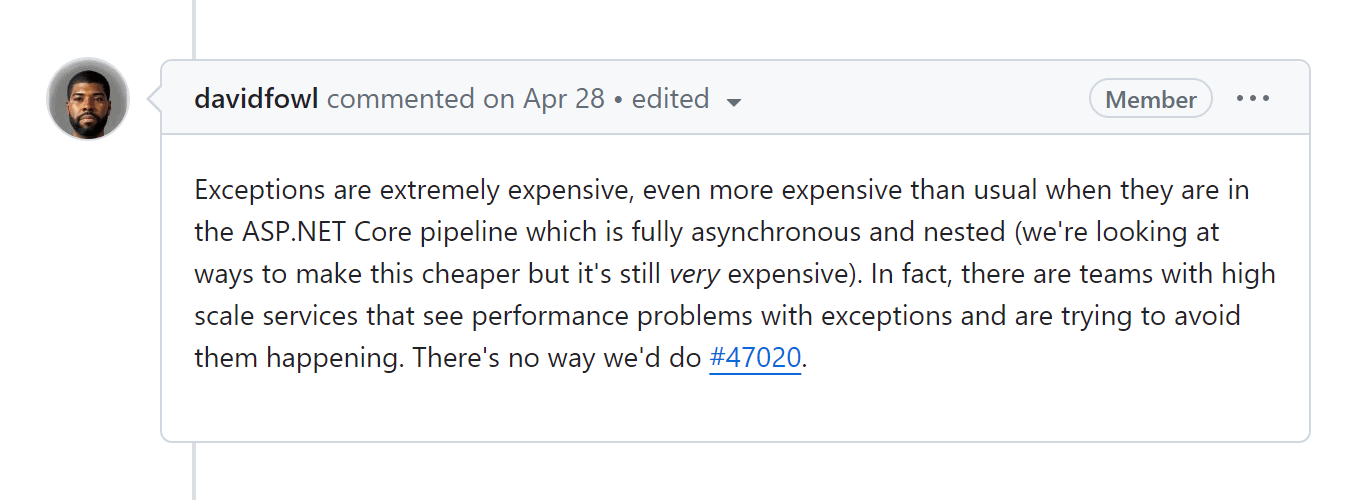 davidfowl commented on Apr 28 • edited
Member
Exceptions are extremely expensive, even more expensive than usual when they are in
the ASP.NET Core pipeline which is fully asynchronous and nested (we're looking at
ways to make this cheaper but it's still very expensive). In fact, there are teams with high
scale services that see performance problems with exceptions and are trying to avoid
them happening. There's no way we'd do #47020.